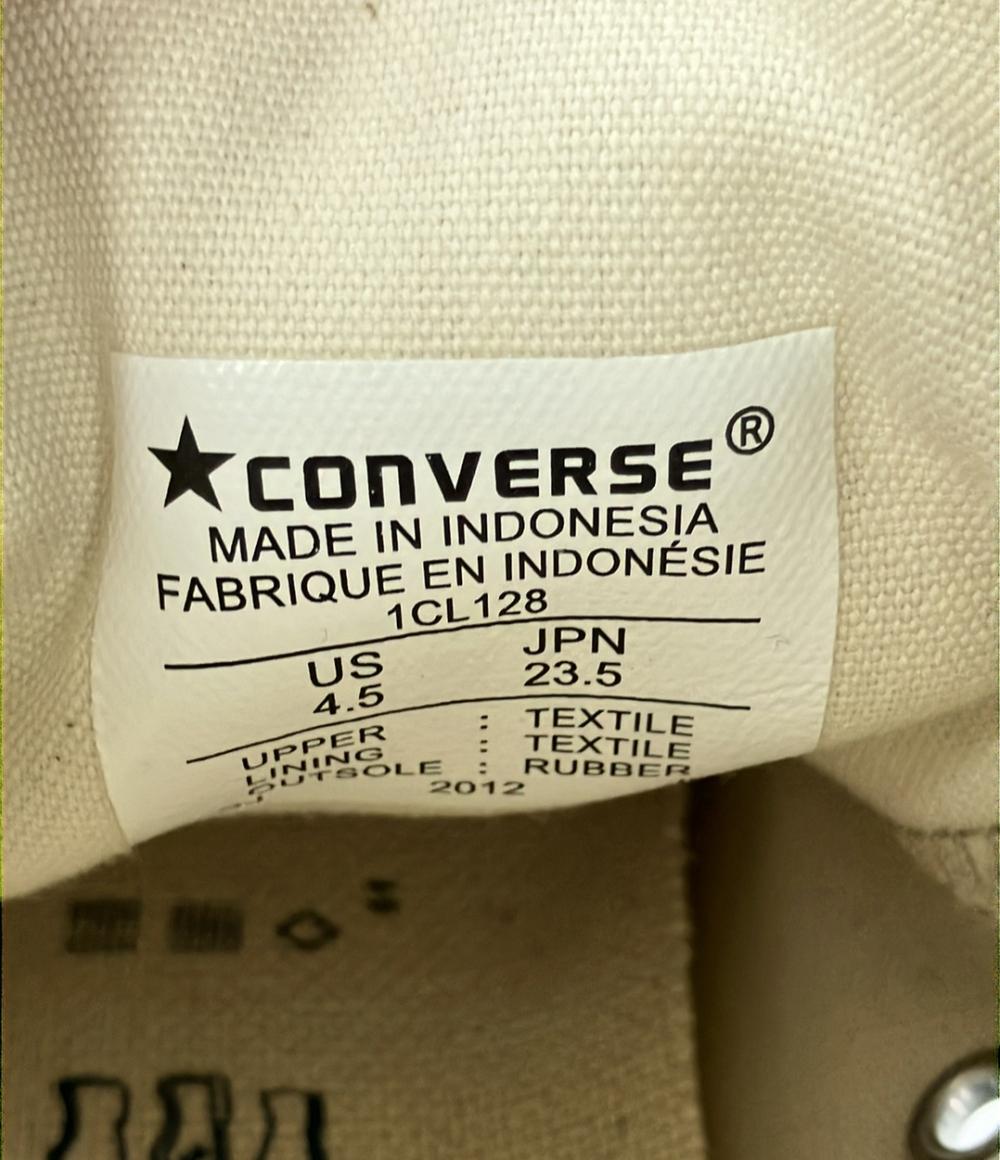 ★CONVERSE®
MADE IN INDONESIA
FABRIQUE EN INDONÉSIE
1CL128
US JPN
4.5 23.5
UPPER : TEXTILE
LINING : TEXTILE
OUTSOLE : RUBBER
2012